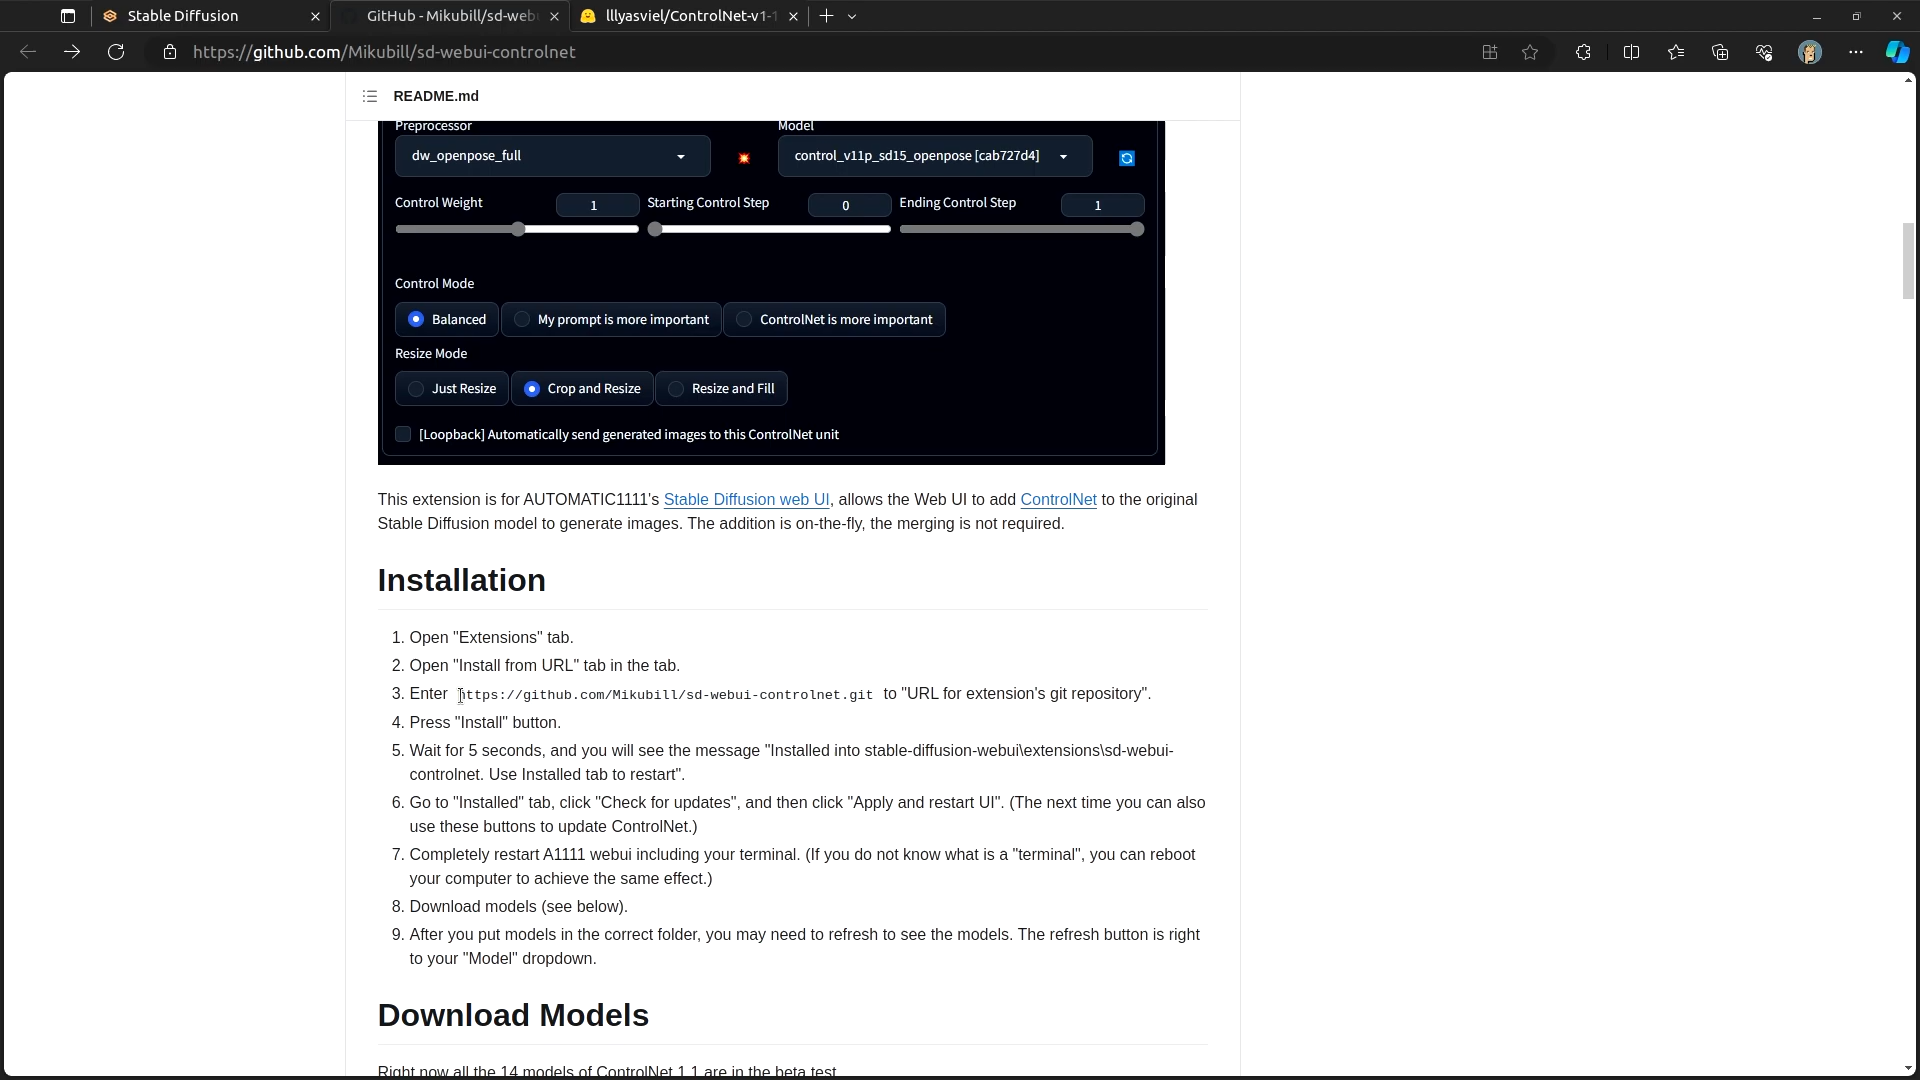 Stable Diffusion
GitHub - Mikubill/sd-web
lllyasviel/ControlNet-v1-1
https://github.com/Mikubill/sd-webui-controlnet
README.md
Preprocessor
Model
dw_openpose_full
control_v11p_sd15_openpose [cab727d4]
Control Weight
1
Starting Control Step
0
Ending Control Step
1
Control Mode
Balanced
My prompt is more important
ControlNet is more important
Resize Mode
Just Resize
Crop and Resize
Resize and Fill
[Loopback] Automatically send generated images to this ControlNet unit
This extension is for AUTOMATIC1111's Stable Diffusion web UI, allows the Web UI to add ControlNet to the original
Stable Diffusion model to generate images. The addition is on-the-fly, the merging is not required.
Installation
1. Open "Extensions" tab.
2. Open "Install from URL" tab in the tab.
3. Enter https://github.com/Mikubill/sd-webui-controlnet.git to "URL for extension's git repository".
4. Press "Install" button.
5. Wait for 5 seconds, and you will see the message "Installed into stable-diffusion-webui\extensions\sd-webui-
controlnet. Use Installed tab to restart".
6. Go to "Installed" tab, click "Check for updates", and then click "Apply and restart UI". (The next time you can also
use these buttons to update ControlNet.)
7. Completely restart A1111 webui including your terminal. (If you do not know what is a "terminal", you can reboot
your computer to achieve the same effect.)
8. Download models (see below).
9. After you put models in the correct folder, you may need to refresh to see the models. The refresh button is right
to your "Model" dropdown.
Download Models
Right now all the 14 models of ControlNet 1.1 are in the beta test.